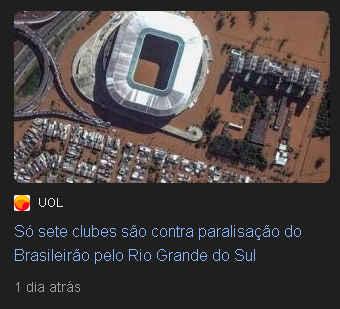 UOL
Só sete clubes são contra paralisação do
Brasileirão pelo Rio Grande do Sul
1 dia atrás